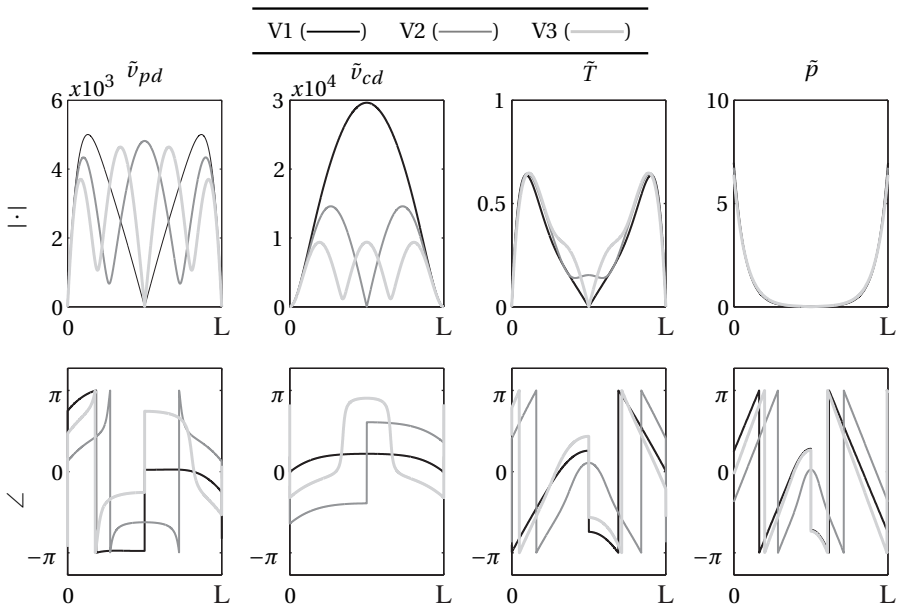 V1 (——) V2 (——) V3 (——)
ṽ_pd ṽ_cd T̃ p̃
x10³ x10⁴
6 3 1 10
4 2
0.5 5
2 1
|·|
0 0 0 0
0 L 0 L 0 L 0 L
π π π π
0 0 0 0
∠
−π −π −π −π
0 L 0 L 0 L 0 L